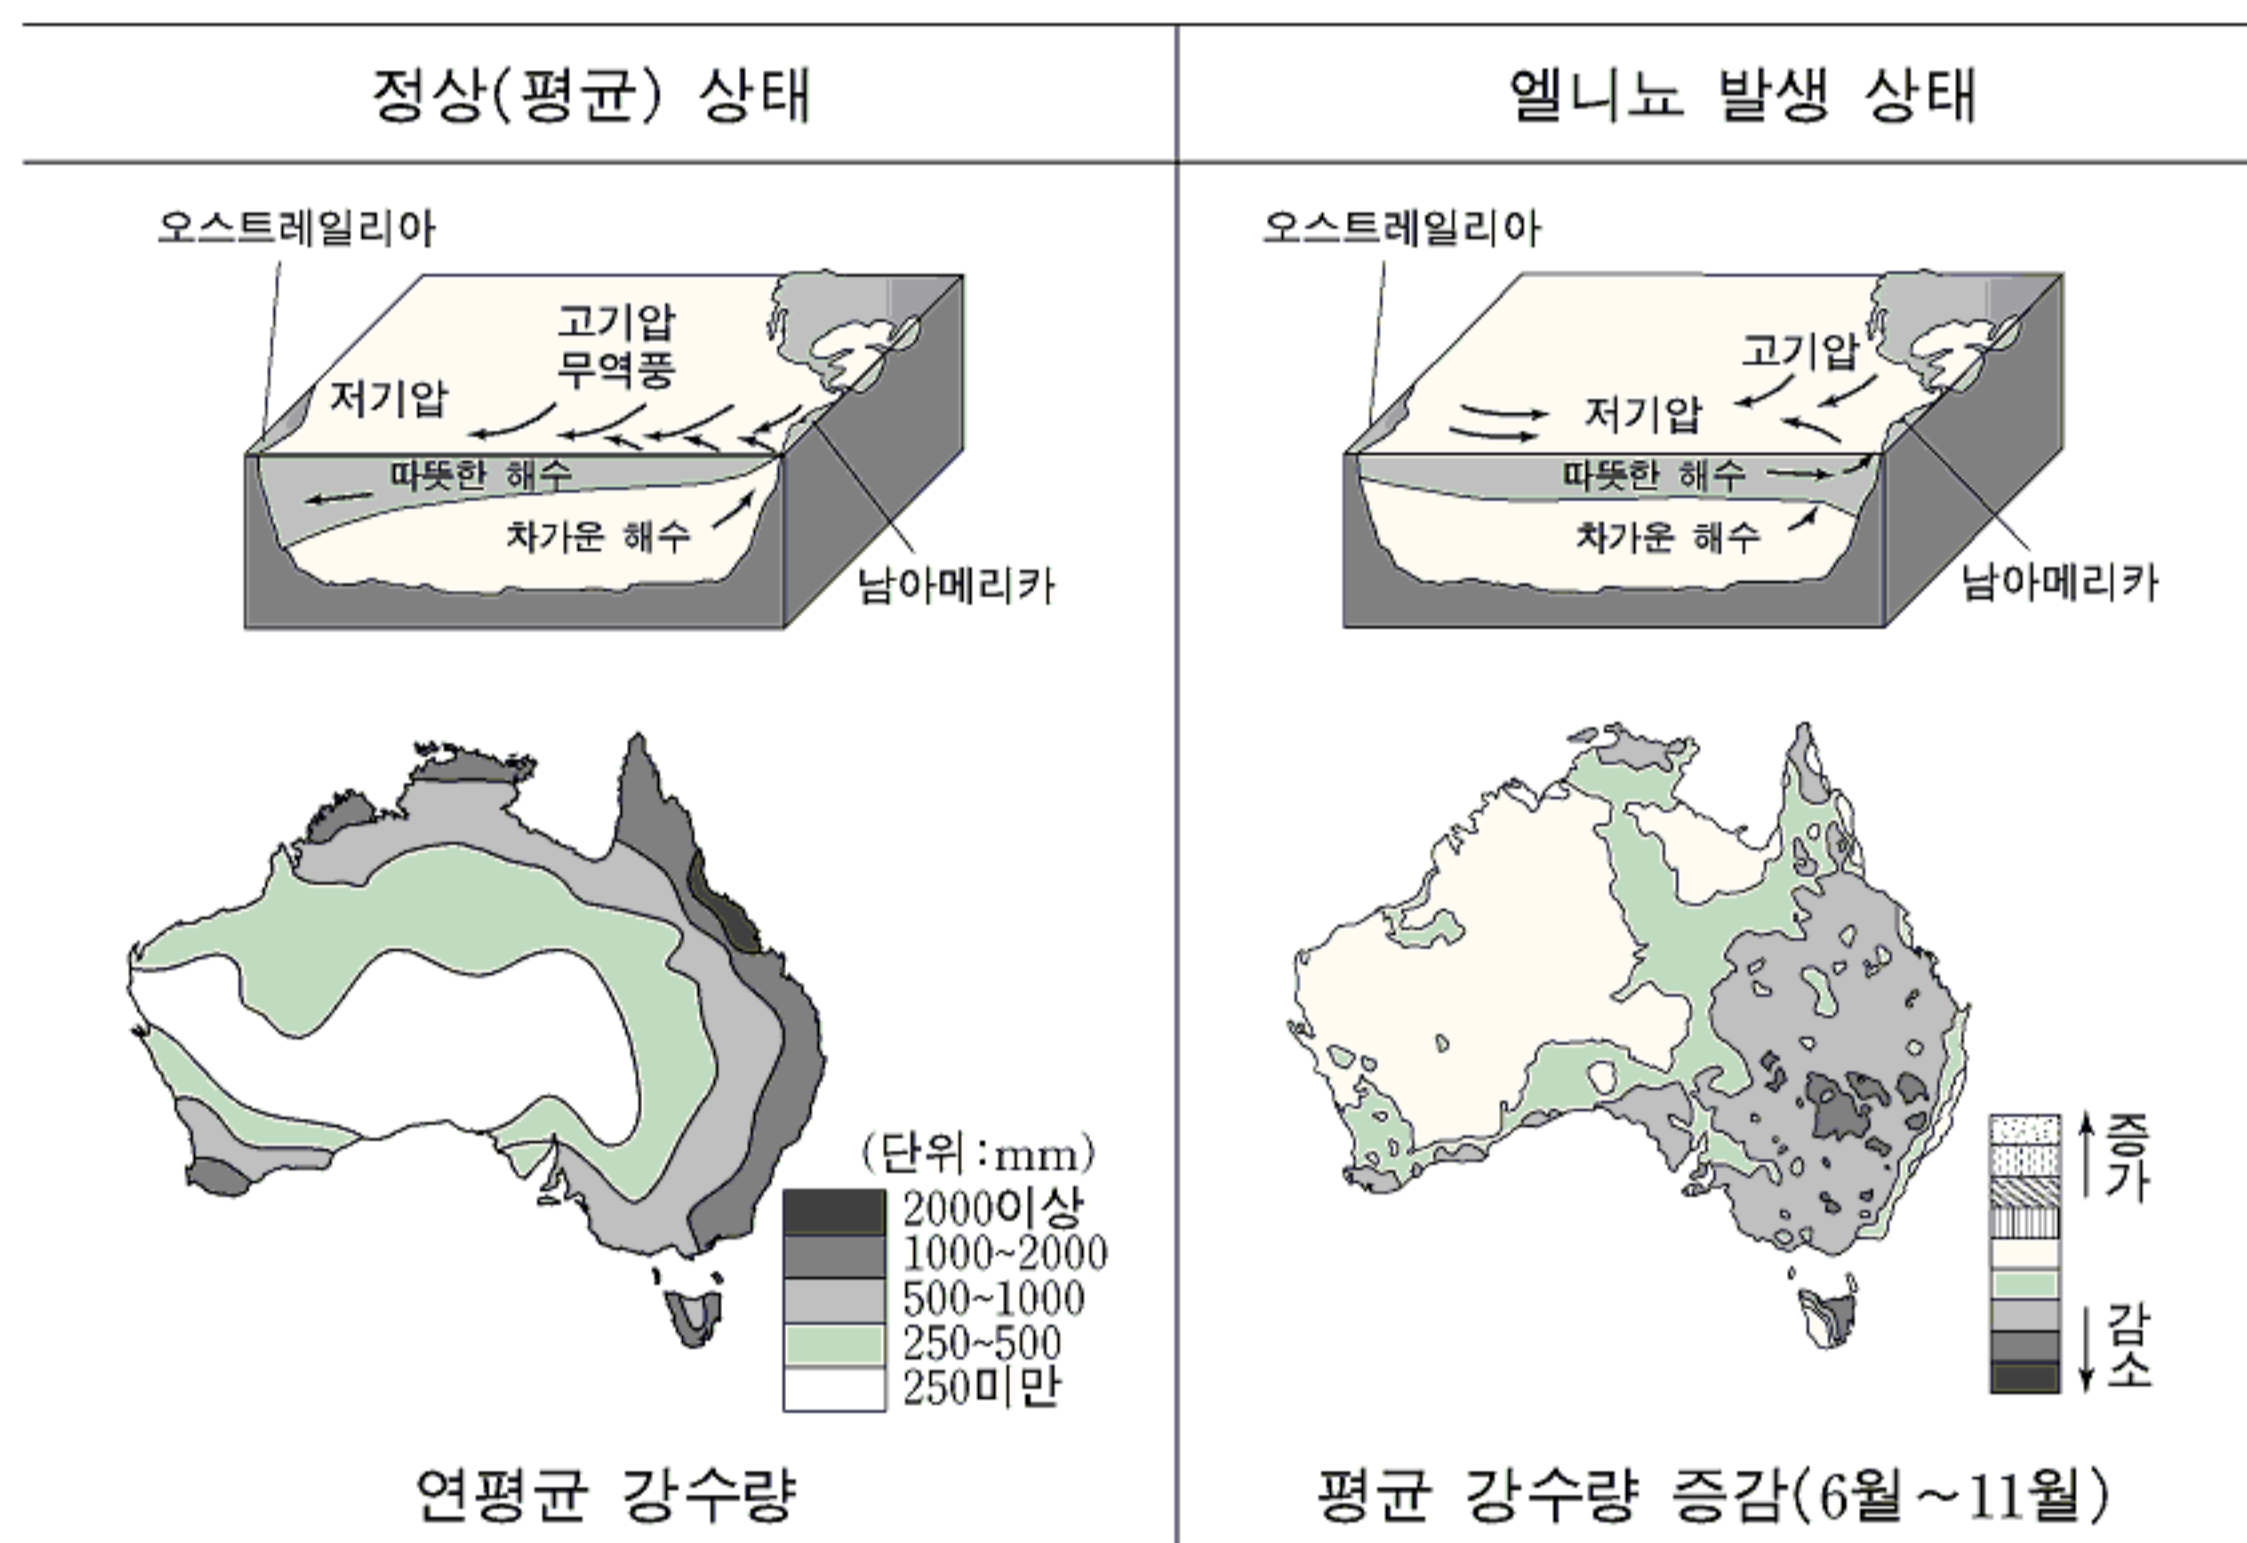 정상(평균) 상태
오스트레일리아
고기압
무역풍
저기압
따뜻한 해수
차가운 해수
남아메리카
(단위:mm)
2000이상
1000~2000
500~1000
250~500
250미만
연평균 강수량
엘니뇨 발생 상태
오스트레일리아
고기압
저기압
따뜻한 해수
차가운 해수
남아메리카
증가
감소
평균 강수량 증감(6월~11월)